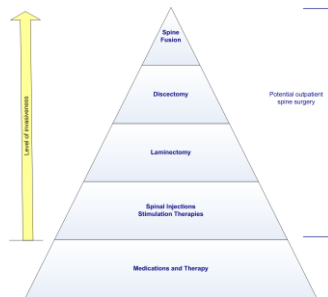 Spine
Fusion
Discectomy
Potential outpatient
spine surgery
Level of invasiveness
Laminectomy
Spinal Injections
Stimulation Therapies
Medications and Therapy